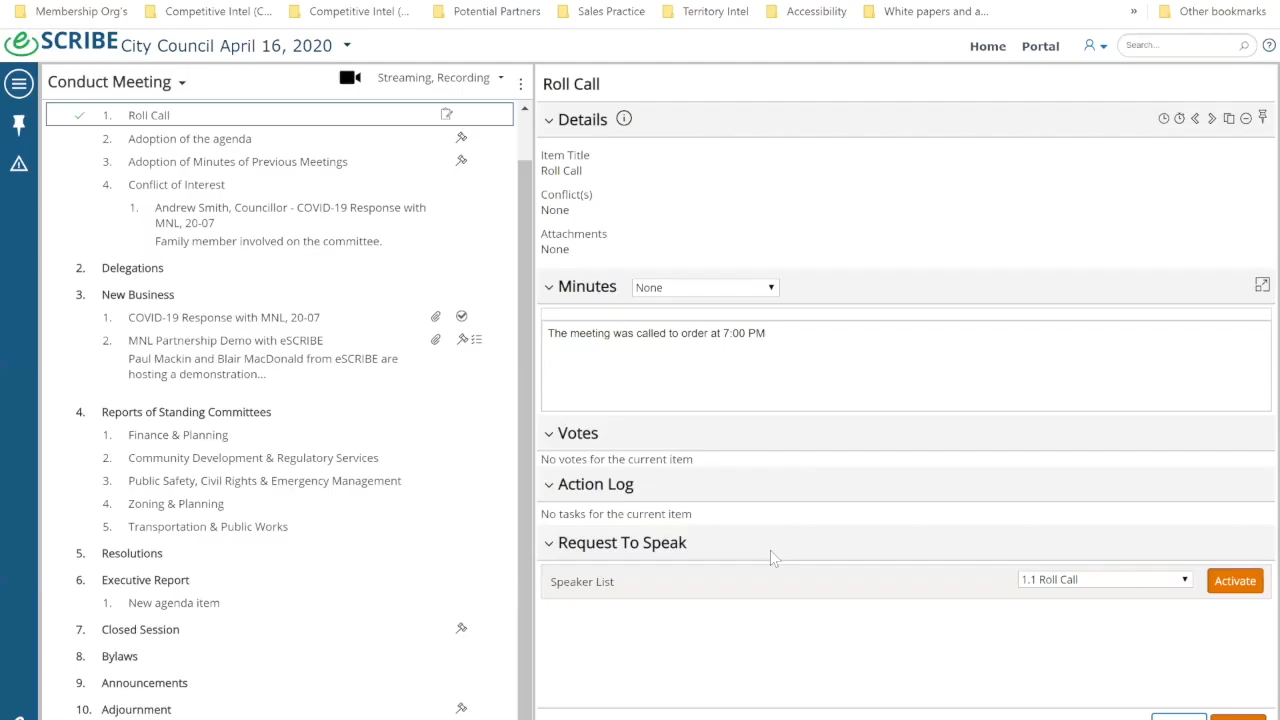 Membership Org's
Competitive Intel (C...
Competitive Intel (...
Potential Partners
Sales Practice
Territory Intel
Accessibility
White papers and a...
»
Other bookmarks
eSCRIBE
City Council April 16, 2020
Home
Portal
Search...
?
Conduct Meeting
Streaming, Recording
1. Roll Call
2. Adoption of the agenda
3. Adoption of Minutes of Previous Meetings
4. Conflict of Interest
1. Andrew Smith, Councillor - COVID-19 Response with
MNL, 20-07
Family member involved on the committee.
2. Delegations
3. New Business
1. COVID-19 Response with MNL, 20-07
2. MNL Partnership Demo with eSCRIBE
Paul Mackin and Blair MacDonald from eSCRIBE are
hosting a demonstration...
4. Reports of Standing Committees
1. Finance & Planning
2. Community Development & Regulatory Services
3. Public Safety, Civil Rights & Emergency Management
4. Zoning & Planning
5. Transportation & Public Works
5. Resolutions
6. Executive Report
1. New agenda item
7. Closed Session
8. Bylaws
9. Announcements
10. Adjournment
Roll Call
Details
Item Title
Roll Call
Conflict(s)
None
Attachments
None
Minutes
None
The meeting was called to order at 7:00 PM
Votes
No votes for the current item
Action Log
No tasks for the current item
Request To Speak
Speaker List
1.1 Roll Call
Activate